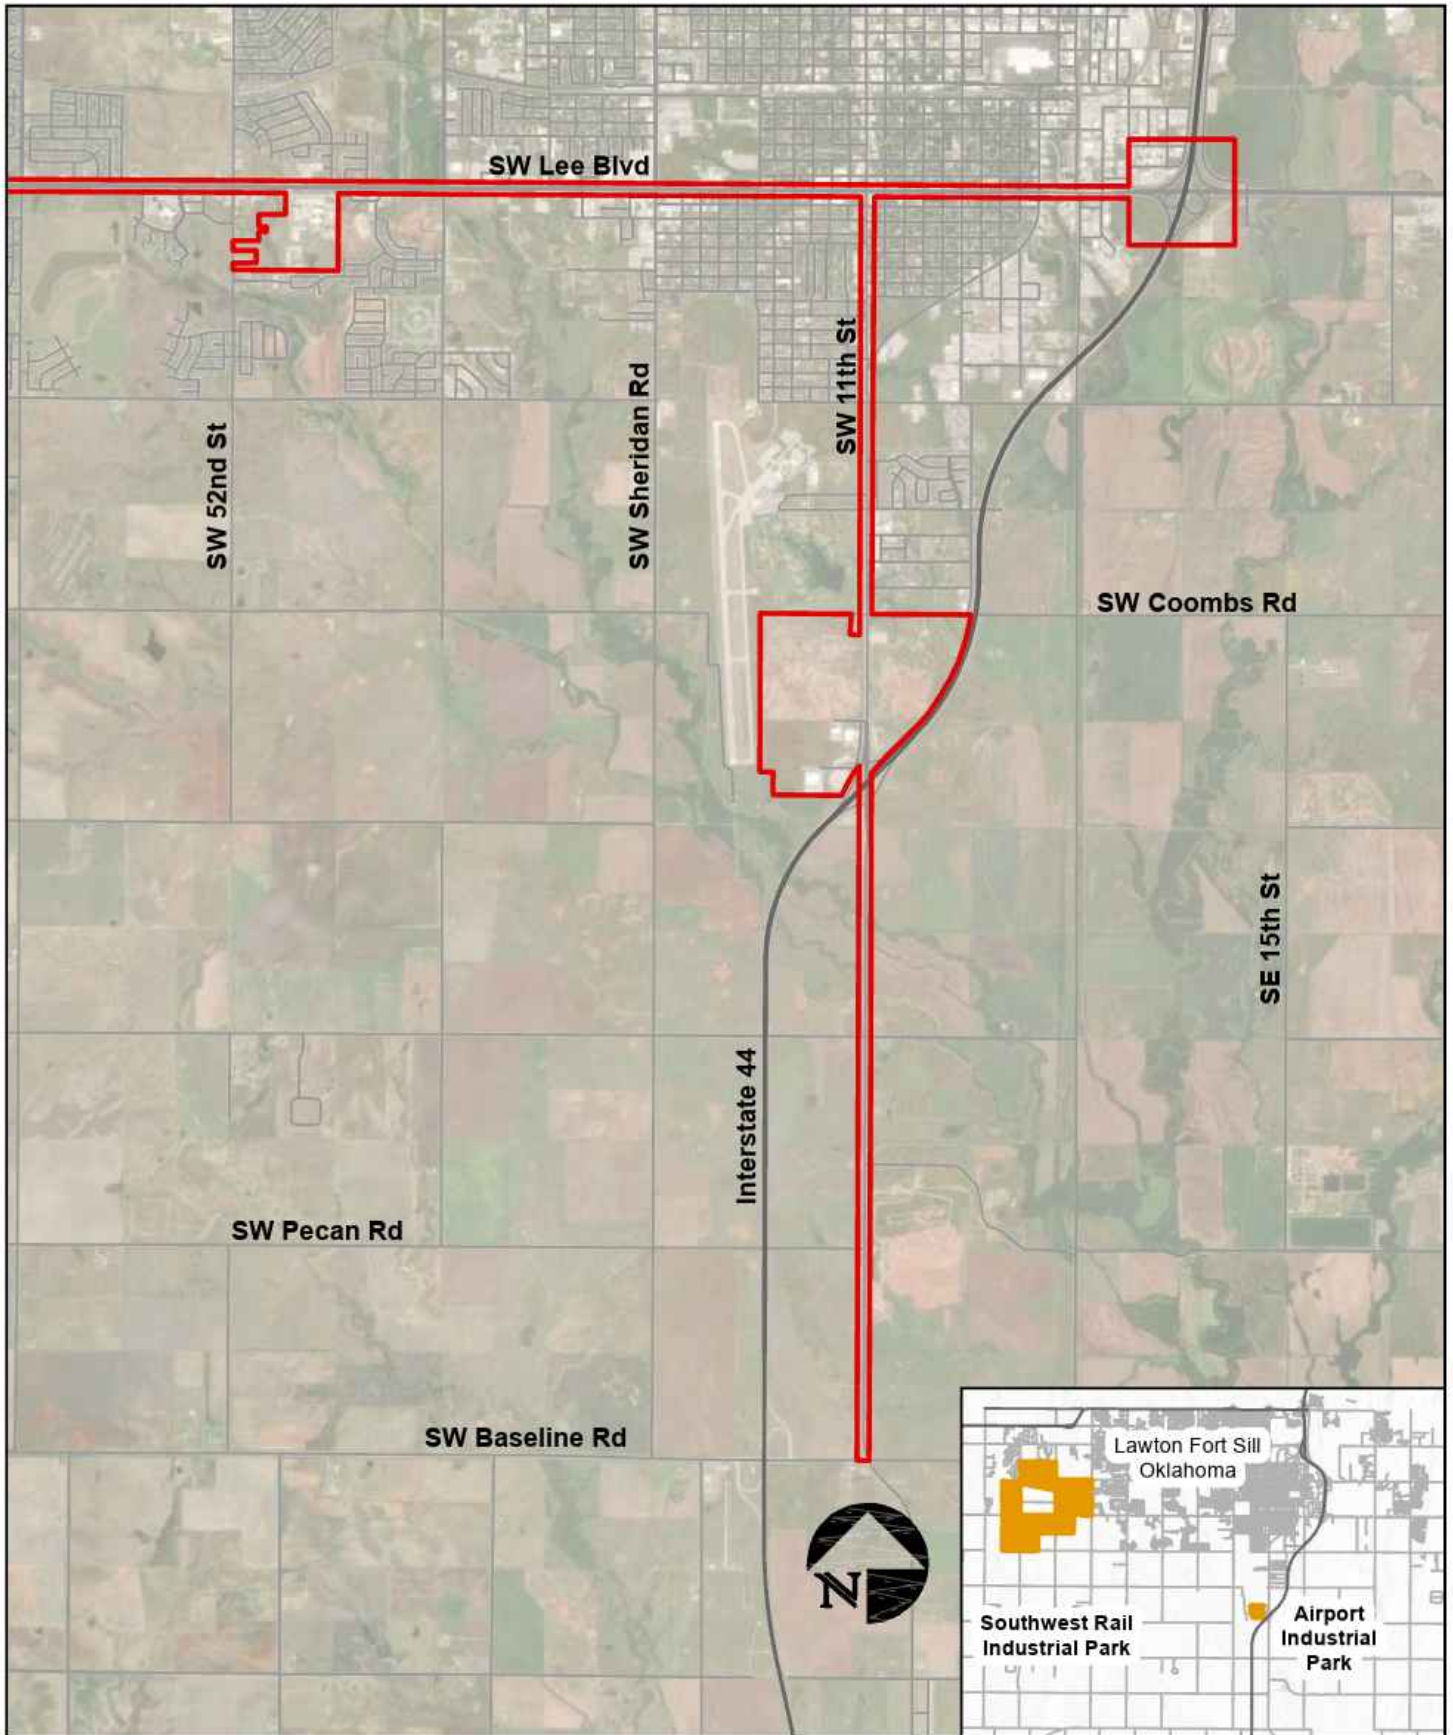 SW Lee Blvd
SW 11th St
SW Sheridan Rd
SW 52nd St
SW Coombs Rd
SE 15th St
Interstate 44
SW Pecan Rd
SW Baseline Rd
N
Lawton Fort Sill
Oklahoma
Southwest Rail
Industrial Park
Airport
Industrial
Park